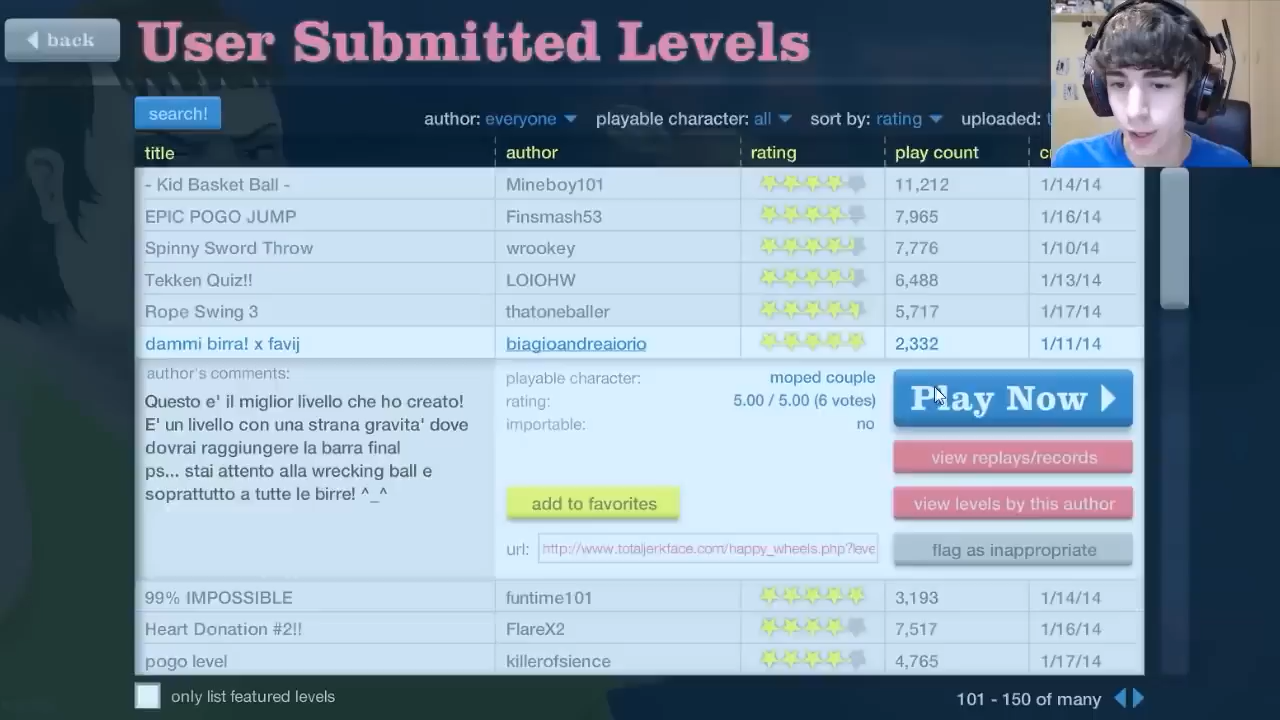 back
User Submitted Levels
search!
author: everyone playable character: all sort by: rating uploaded:
title author rating play count
- Kid Basket Ball - Mineboy101 11,212 1/14/14
EPIC POGO JUMP Finsmash53 7,965 1/16/14
Spinny Sword Throw wrookey 7,776 1/10/14
Tekken Quiz!! LOIOHW 6,488 1/13/14
Rope Swing 3 thatoneballer 5,717 1/17/14
dammi birra! x favij biagioandreaiorio 2,332 1/11/14
author's comments:
Questo e' il miglior livello che ho creato!
E' un livello con una strana gravita' dove
dovrai raggiungere la barra final
ps... stai attento alla wrecking ball e
soprattutto a tutte le birre! ^_^
playable character: moped couple
rating: 5.00 / 5.00 (6 votes)
importable: no
add to favorites
url: http://www.totaljerkface.com/happy_wheels.php?leve
Play Now
view replays/records
view levels by this author
flag as inappropriate
99% IMPOSSIBLE funtime101 3,193 1/14/14
Heart Donation #2!! FlareX2 7,517 1/16/14
pogo level killerofsience 4,765 1/17/14
only list featured levels
101 - 150 of many